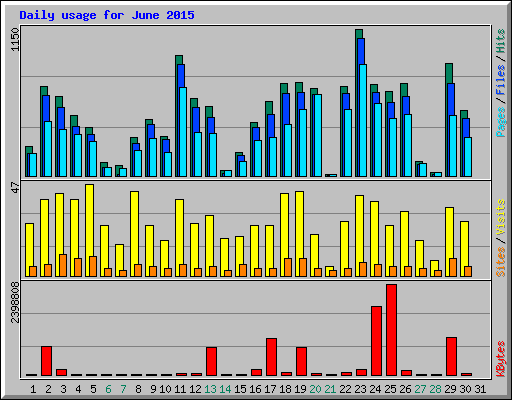 Daily usage for June 2015
1150
Pages / Files / Hits
47
Sites / Visits
2398808
KBytes
1 2 3 4 5 6 7 8 9 10 11 12 13 14 15 16 17 18 19 20 21 22 23 24 25 26 27 28 29 30 31